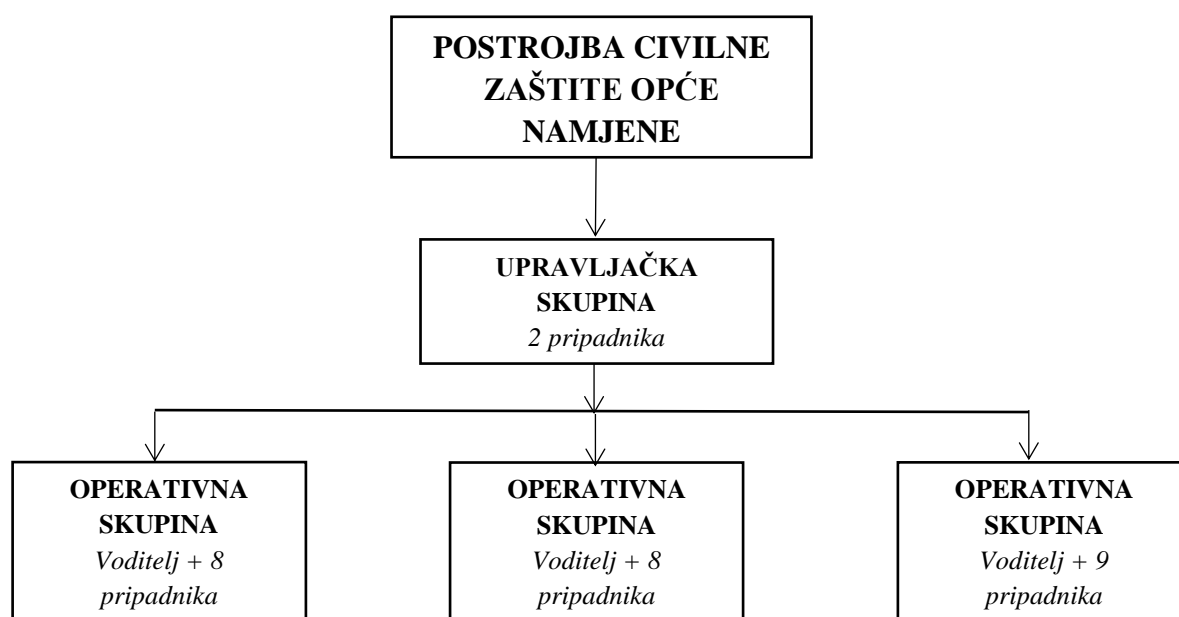 POSTROJBA CIVILNE
ZAŠTITE OPĆE
NAMJENE
UPRAVLJAČKA
SKUPINA
2 pripadnika
OPERATIVNA
SKUPINA
Voditelj + 8
pripadnika
OPERATIVNA
SKUPINA
Voditelj + 8
pripadnika
OPERATIVNA
SKUPINA
Voditelj + 9
pripadnika